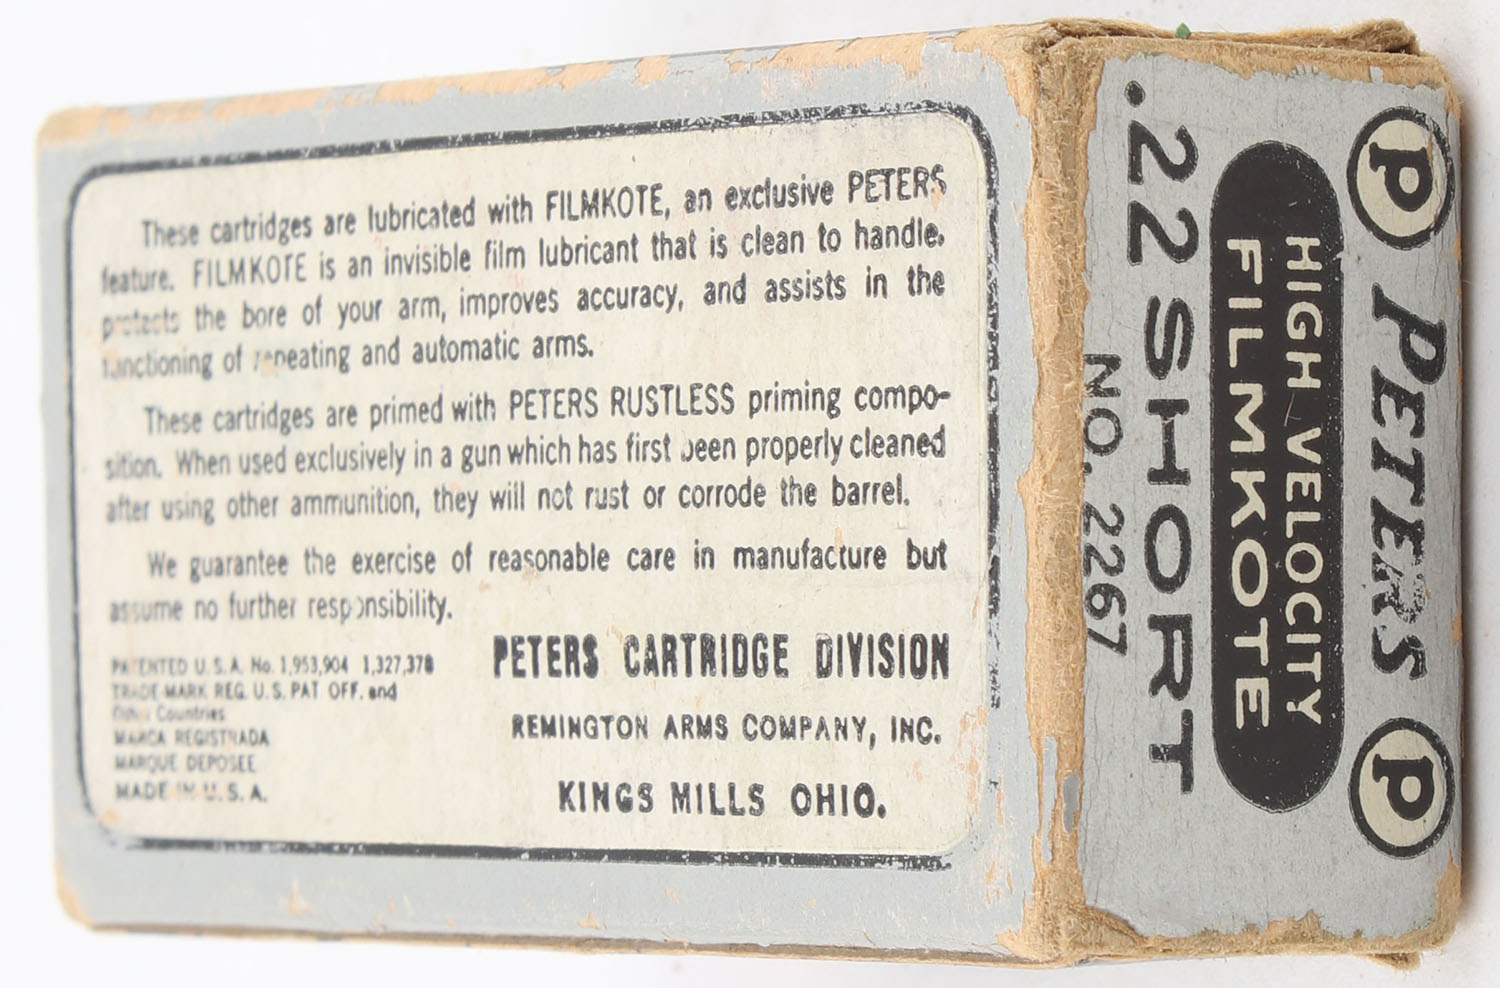 These cartridges are lubricated with FILMKOTE, an exclusive PETERS
feature. FILMKOTE is an invisible film lubricant that is clean to handle,
protects the bore of your arm, improves accuracy, and assists in the
functioning of repeating and automatic arms.
These cartridges are primed with PETERS RUSTLESS priming compo-
sition. When used exclusively in a gun which has first been properly cleaned
after using other ammunition, they will not rust or corrode the barrel.
We guarantee the exercise of reasonable care in manufacture but
assume no further responsibility.
PATENTED U.S.A. No. 1,953,904 1,327,378
TRADE-MARK REG. U.S. PAT OFF. and
Other Countries
MARCA REGISTRADA
MARQUE DEPOSEE
MADE IN U.S.A.
PETERS CARTRIDGE DIVISION
REMINGTON ARMS COMPANY, INC.
KINGS MILLS OHIO.
P PETERS P
HIGH VELOCITY
FILMKOTE
.22 SHORT
NO. 2267